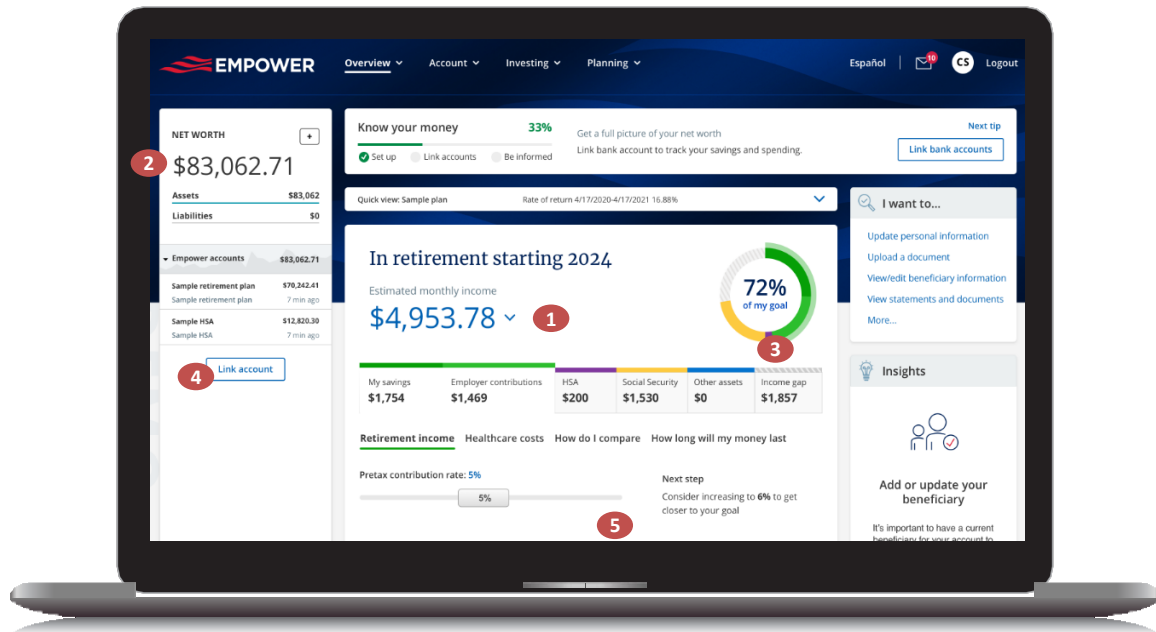 EMPOWER
Overview
Account
Investing
Planning
Español
10
CS
Logout
NET WORTH
+
2
$83,062.71
Assets $83,062
Liabilities $0
Empower accounts $83,062.71
Sample retirement plan $70,242.41
Sample retirement plan 7 min ago
Sample HSA $12,820.30
Sample HSA 7 min ago
4
Link account
Know your money 33%
Set up Link accounts Be informed
Get a full picture of your net worth
Link bank account to track your savings and spending.
Next tip
Link bank accounts
Quick view: Sample plan Rate of return 4/17/2020-4/17/2021 16.88%
In retirement starting 2024
Estimated monthly income
$4,953.78
1
72%
of my goal
3
My savings Employer contributions HSA Social Security Other assets Income gap
$1,754 $1,469 $200 $1,530 $0 $1,857
Retirement income Healthcare costs How do I compare How long will my money last
Pretax contribution rate: 5%
5%
Next step
Consider increasing to 6% to get
closer to your goal
5
I want to...
Update personal information
Upload a document
View/edit beneficiary information
View statements and documents
More...
Insights
Add or update your
beneficiary
It's important to have a current
beneficiary for your account to